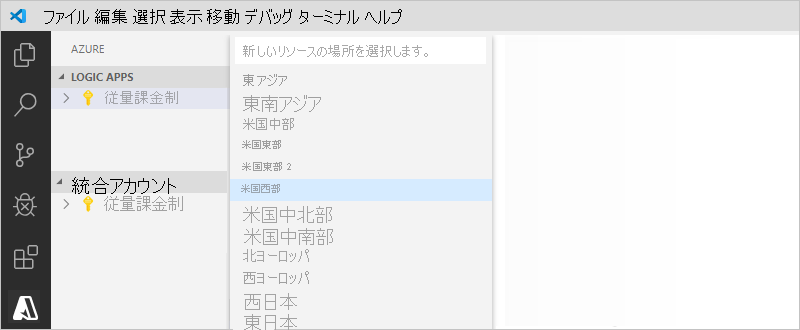 ファイル 編集 選択 表示 移動 デバッグ ターミナル ヘルプ
AZURE
LOGIC APPS
従量課金制
統合アカウント
従量課金制
新しいリソースの場所を選択します。
東アジア
東南アジア
米国中部
米国東部
米国東部 2
米国西部
米国中北部
米国中南部
北ヨーロッパ
西ヨーロッパ
西日本
東日本